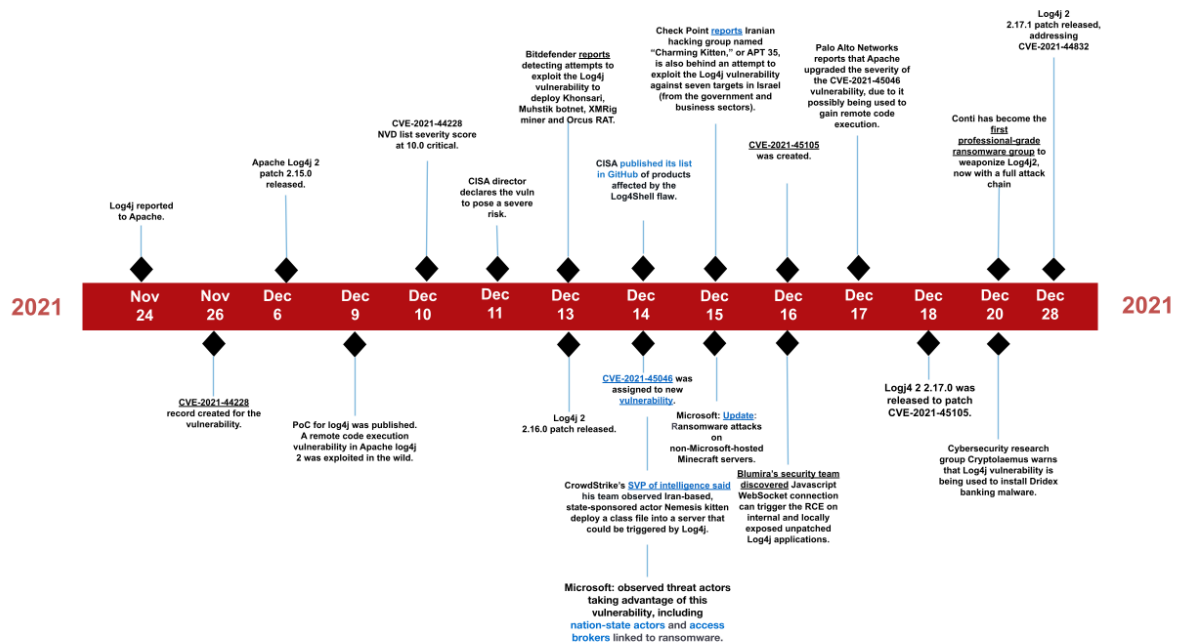 Log4j reported
to Apache.
Apache Log4j 2
patch 2.15.0
released.
CVE-2021-44228
NVD list severity score
at 10.0 critical.
CISA director
declares the vuln
to pose a severe
risk.
Bitdefender reports
detecting attempts to
exploit the Log4j
vulnerability to
deploy Khonsari,
Muhstik botnet, XMRig
miner and Orcus RAT.
CISA published its list
in GitHub of products
affected by the
Log4Shell flaw.
Check Point reports Iranian
hacking group named
“Charming Kitten,” or APT 35,
is also behind an attempt to
exploit the Log4j vulnerability
against seven targets in Israel
(from the government and
business sectors).
CVE-2021-45105
was created.
Palo Alto Networks
reports that Apache
upgraded the severity of
the CVE-2021-45046
vulnerability, due to it
possibly being used to
gain remote code
execution.
Conti has become the
first
professional-grade
ransomware group to
weaponize Log4j2,
now with a full attack
chain
Log4j 2
2.17.1 patch released,
addressing
CVE-2021-44832
2021
Nov
24
Nov
26
Dec
6
Dec
9
Dec
10
Dec
11
Dec
13
Dec
14
Dec
15
Dec
16
Dec
17
Dec
18
Dec
20
Dec
28
2021
CVE-2021-44228
record created for the
vulnerability.
PoC for log4j was published.
A remote code execution
vulnerability in Apache log4j
2 was exploited in the wild.
Log4j 2
2.16.0 patch released.
CVE-2021-45046 was
assigned to new
vulnerability.
CrowdStrike's SVP of intelligence said
his team observed Iran-based,
state-sponsored actor Nemesis kitten
deploy a class file into a server that
could be triggered by Log4j.
Microsoft: observed threat actors
taking advantage of this
vulnerability, including
nation-state actors and access
brokers linked to ransomware.
Microsoft: Update:
Ransomware attacks
on
non-Microsoft-hosted
Minecraft servers.
Blumira's security team
discovered Javascript
WebSocket connection
can trigger the RCE on
internal and locally
exposed unpatched
Log4j applications.
Logj4 2 2.17.0 was
released to patch
CVE-2021-45105.
Cybersecurity research
group Cryptolaemus warns
that Log4j vulnerability is
being used to install Dridex
banking malware.